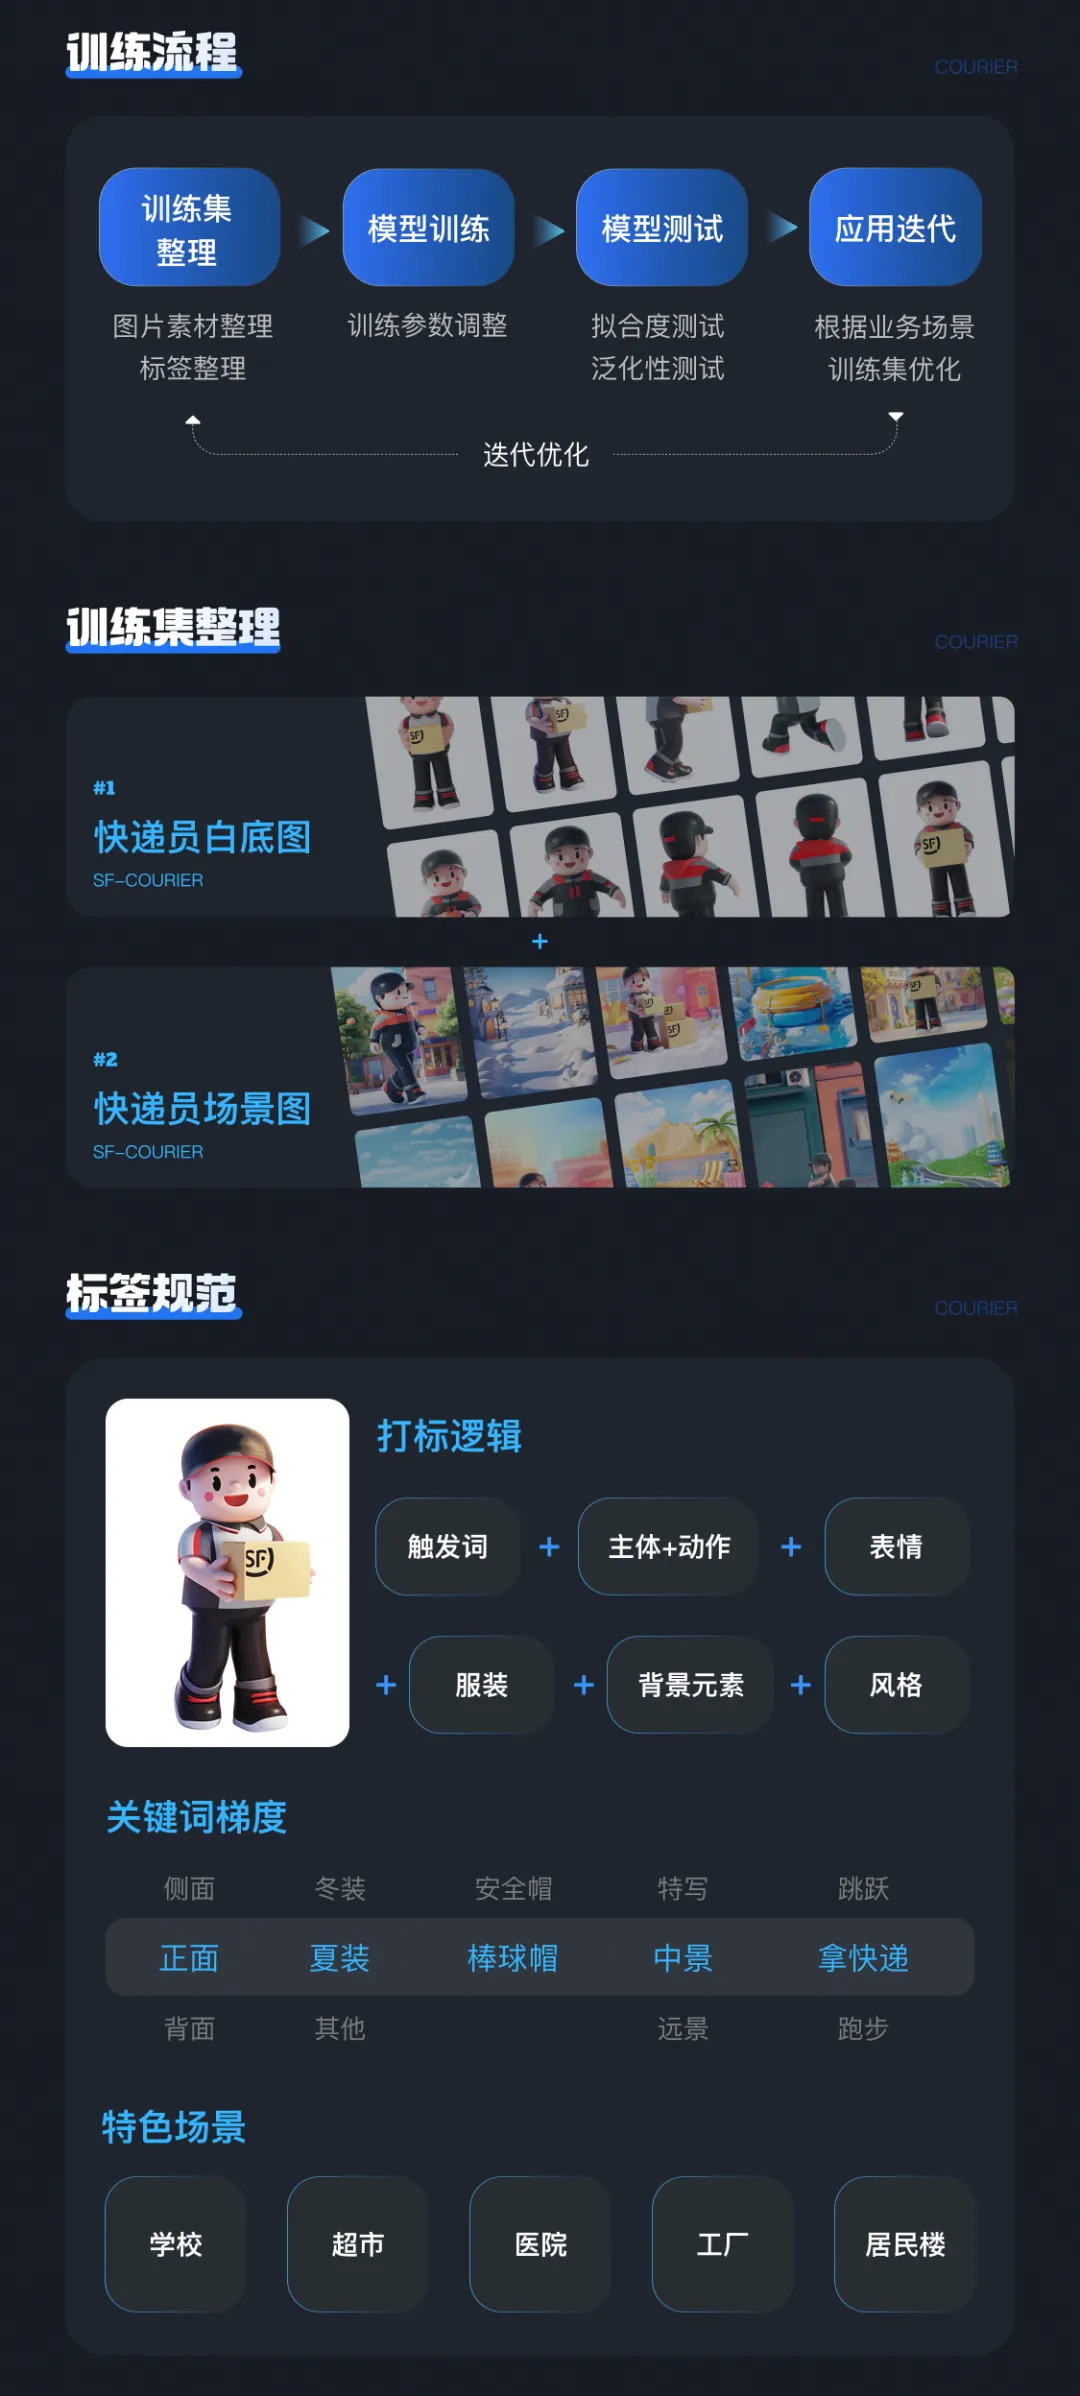 训练流程
COURIER
训练集
整理
模型训练
模型测试
应用迭代
图片素材整理
标签整理
训练参数调整
拟合度测试
泛化性测试
根据业务场景
训练集优化
迭代优化
训练集整理
COURIER
#1
快递员白底图
SF-COURIER
SF
SF
SF
+
#2
快递员场景图
SF-COURIER
SF
SF
SF
标签规范
COURIER
SF
打标逻辑
触发词 + 主体+动作 + 表情
+ 服装 + 背景元素 + 风格
关键词梯度
侧面 冬装 安全帽 特写 跳跃
正面 夏装 棒球帽 中景 拿快递
背面 其他 远景 跑步
特色场景
学校 超市 医院 工厂 居民楼